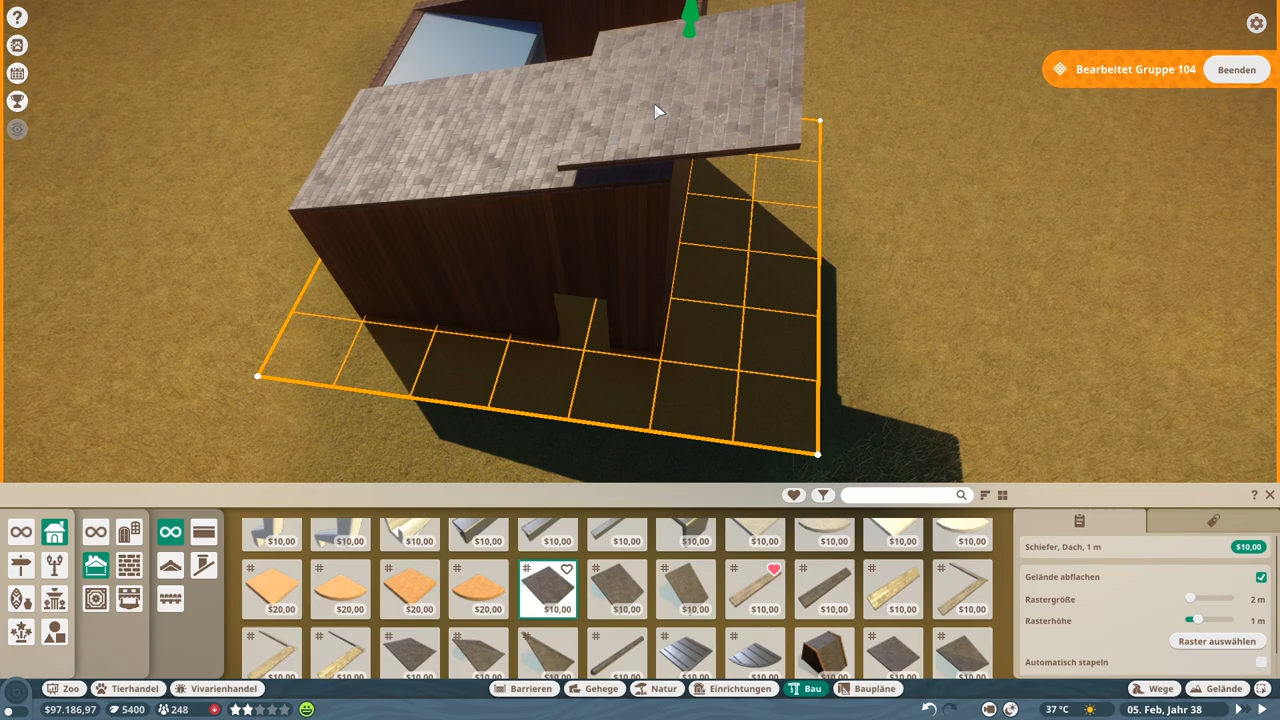 Bearbeitet Gruppe 104
Beenden
$10,00 $10,00 $10,00 $10,00 $10,00 $10,00 $10,00 $10,00 $10,00 $10,00 $10,00
$20,00 $20,00 $20,00 $20,00 $10,00 $10,00 $10,00 $10,00 $10,00 $10,00 $10,00
Schiefer, Dach, 1 m
$10,00
Gelände abflachen
Rastergröße 2 m
Rasterhöhe 1 m
Raster auswählen
Automatisch stapeln
Zoo Tierhandel Vivarienhandel Barrieren Gehege Natur Einrichtungen Bau Baupläne Wege Gelände
$97.186,97 5400 248 37 °C 05. Feb, Jahr 38